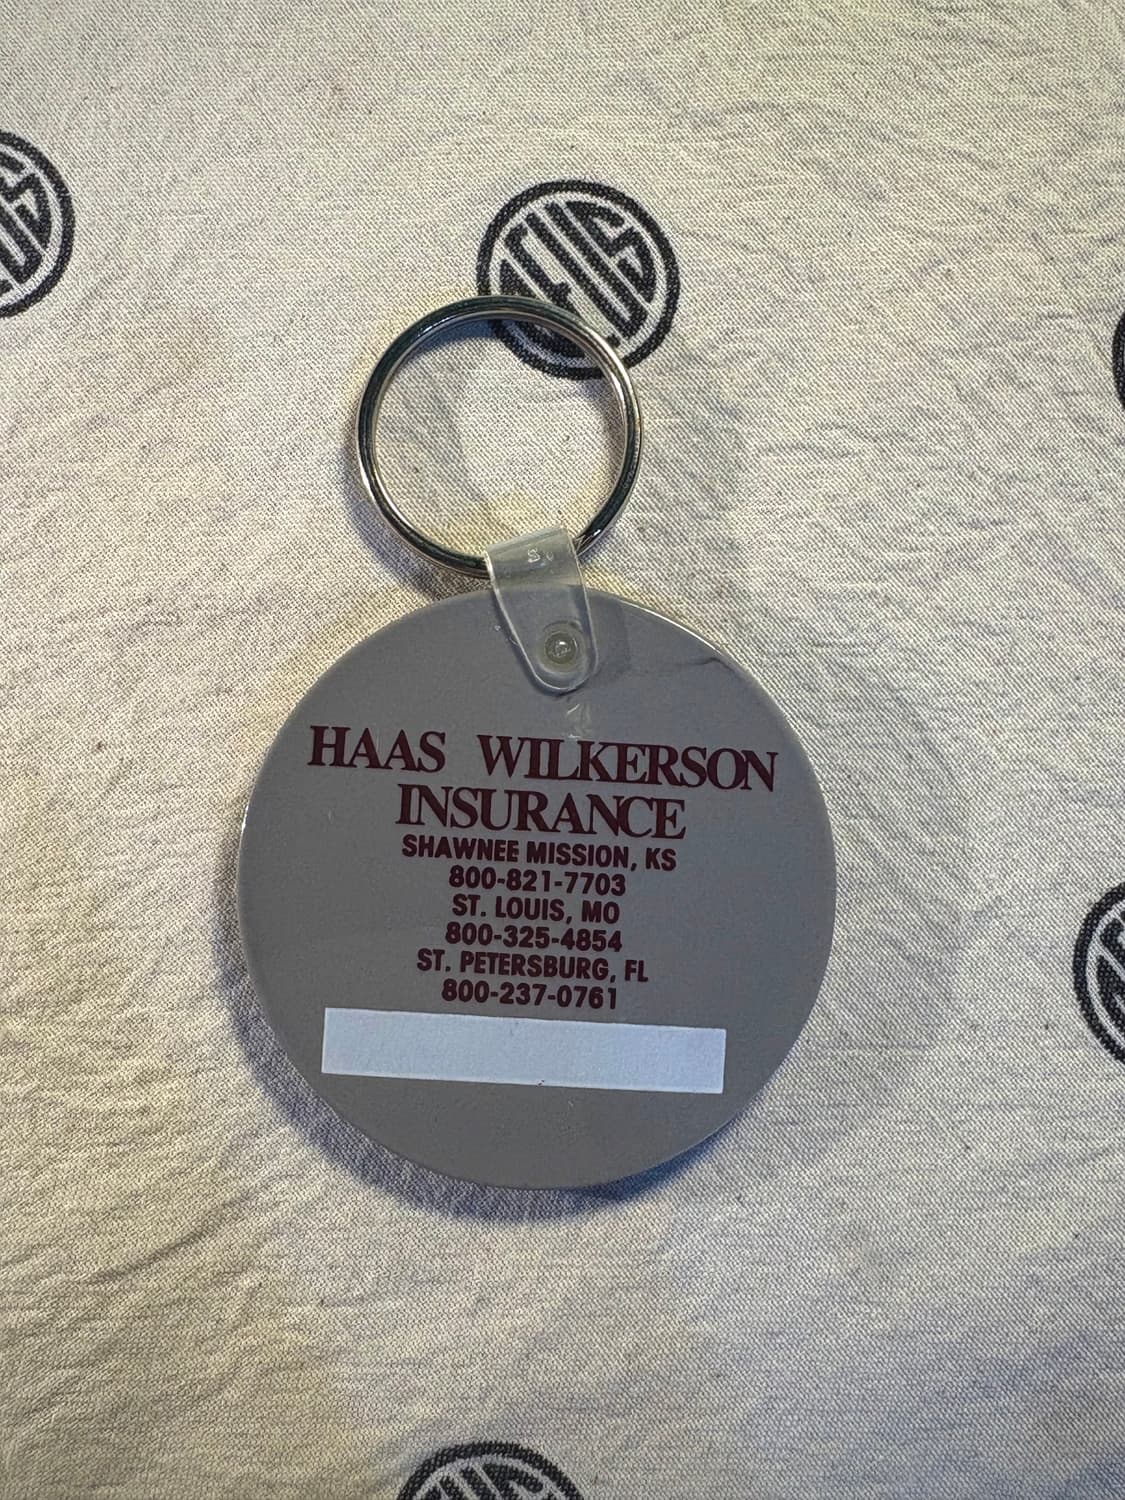 HAAS WILKERSON
INSURANCE
SHAWNEE MISSION, KS
800-821-7703
ST. LOUIS, MO
800-325-4854
ST. PETERSBURG, FL
800-237-0761